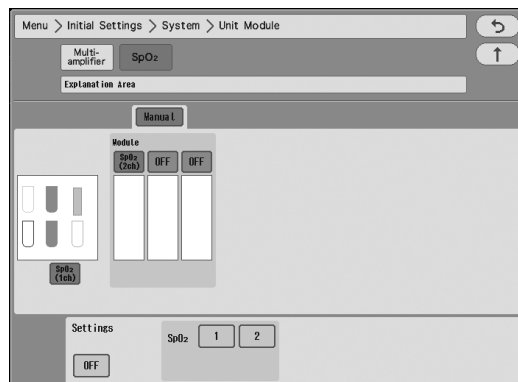 Menu > Initial Settings > System > Unit Module
Multi-
amplifier
SpO₂
Explanation Area
Manual
Module
SpO₂
(2ch)
OFF
OFF
SpO₂
(1ch)
Settings
SpO₂
1
2
OFF